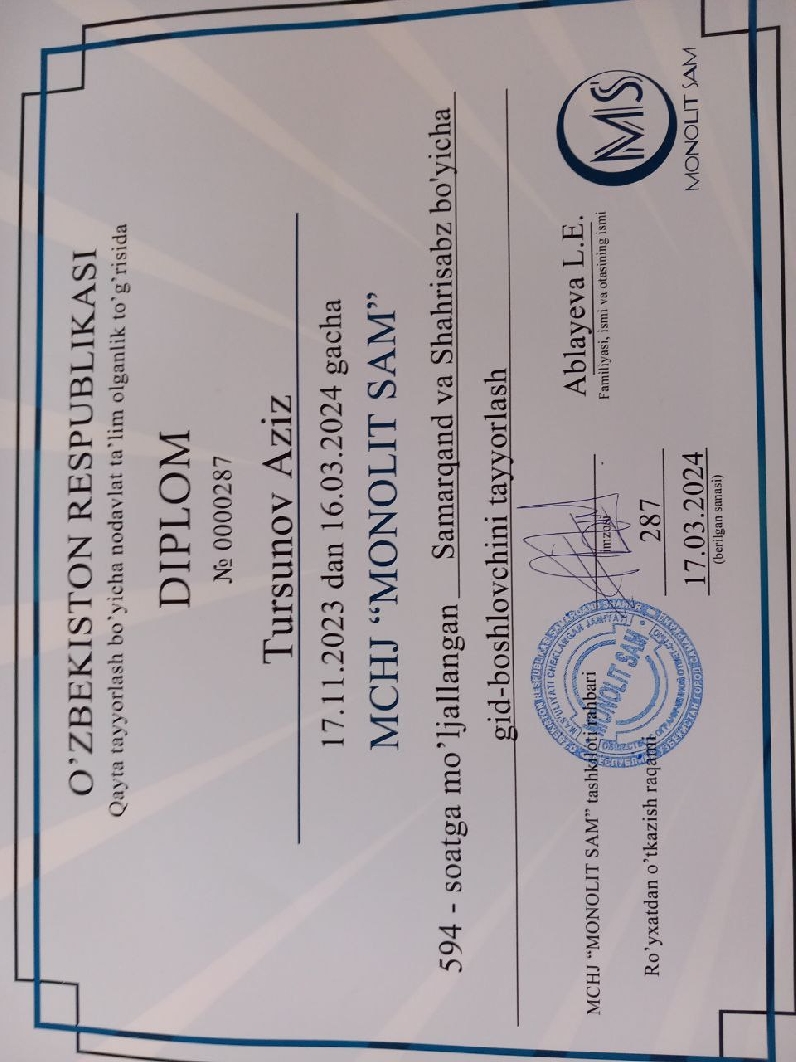 O’ZBEKISTON RESPUBLIKASI
Qayta tayyorlash bo’yicha nodavlat ta’lim olganlik to’g’risida
DIPLOM
№ 0000287
Tursunov Aziz
17.11.2023 dan 16.03.2024 gacha
MCHJ “MONOLIT SAM”
594 - soatga mo’ljallangan Samarqand va Shahrisabz bo'yicha
gid-boshlovchini tayyorlash
MCHJ “MONOLIT SAM” tashkiloti rahbari
imzosi
Ablayeva L.E.
Familiyasi, ismi va otasining ismi
Ro’yxatdan o’tkazish raqami 287
17.03.2024
(berilgan sanasi)
MONOLIT SAM
MS
MONOLIT SAM